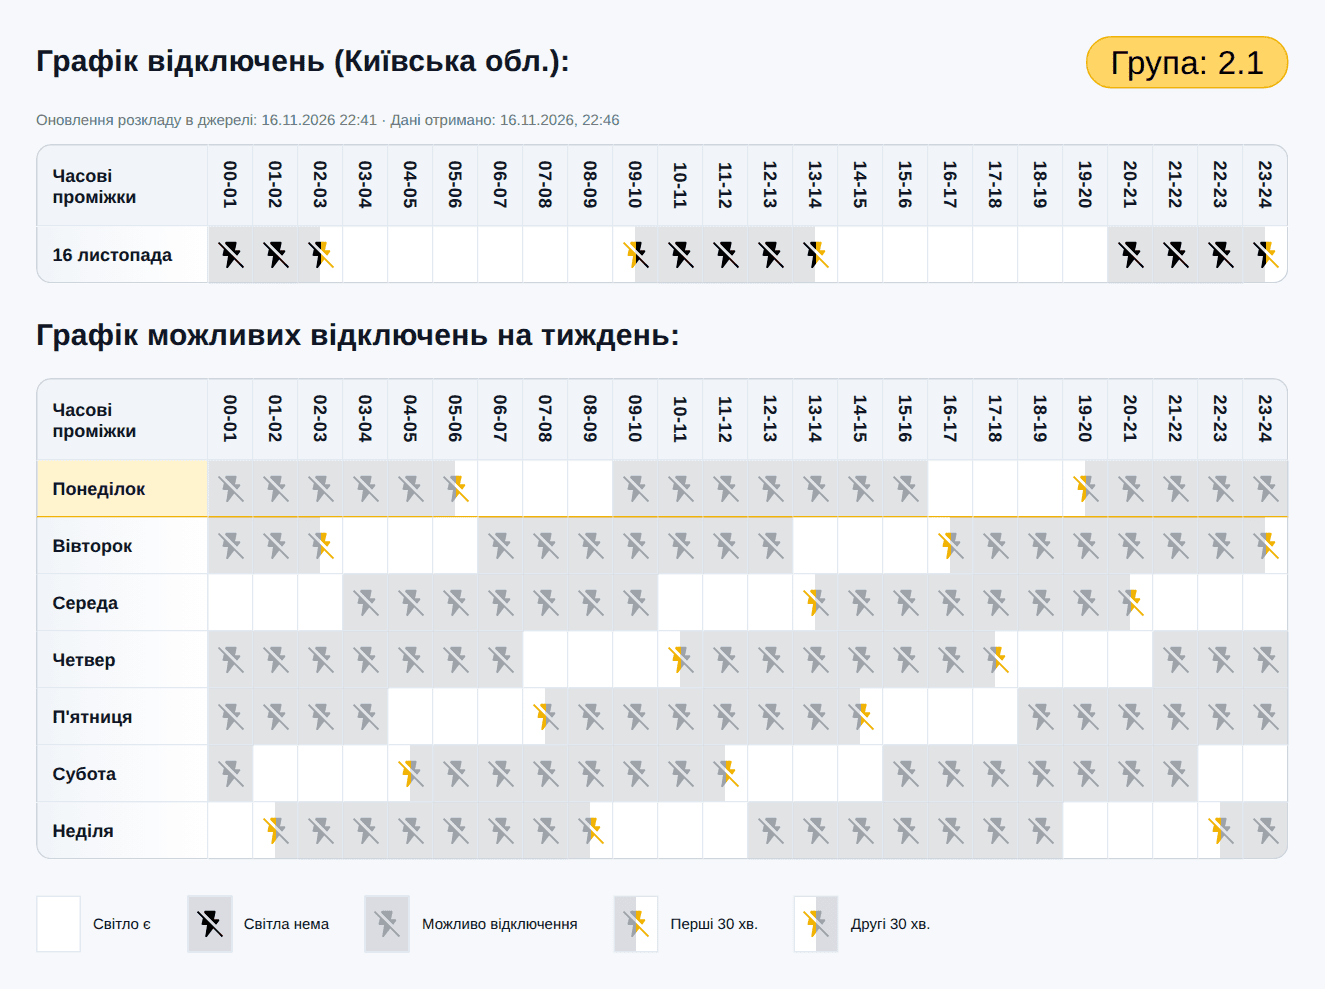 Графік відключень (Київська обл.):
Група: 2.1
Оновлення розкладу в джерелі: 16.11.2026 22:41 · Дані отримано: 16.11.2026, 22:46
Часові
проміжки
00-01 01-02 02-03 03-04 04-05 05-06 06-07 07-08 08-09 09-10 10-11 11-12 12-13 13-14 14-15 15-16 16-17 17-18 18-19 19-20 20-21 21-22 22-23 23-24
16 листопада
Графік можливих відключень на тиждень:
Часові
проміжки
00-01 01-02 02-03 03-04 04-05 05-06 06-07 07-08 08-09 09-10 10-11 11-12 12-13 13-14 14-15 15-16 16-17 17-18 18-19 19-20 20-21 21-22 22-23 23-24
Понеділок
Вівторок
Середа
Четвер
П'ятниця
Субота
Неділя
Світло є
Світла нема
Можливо відключення
Перші 30 хв.
Другі 30 хв.